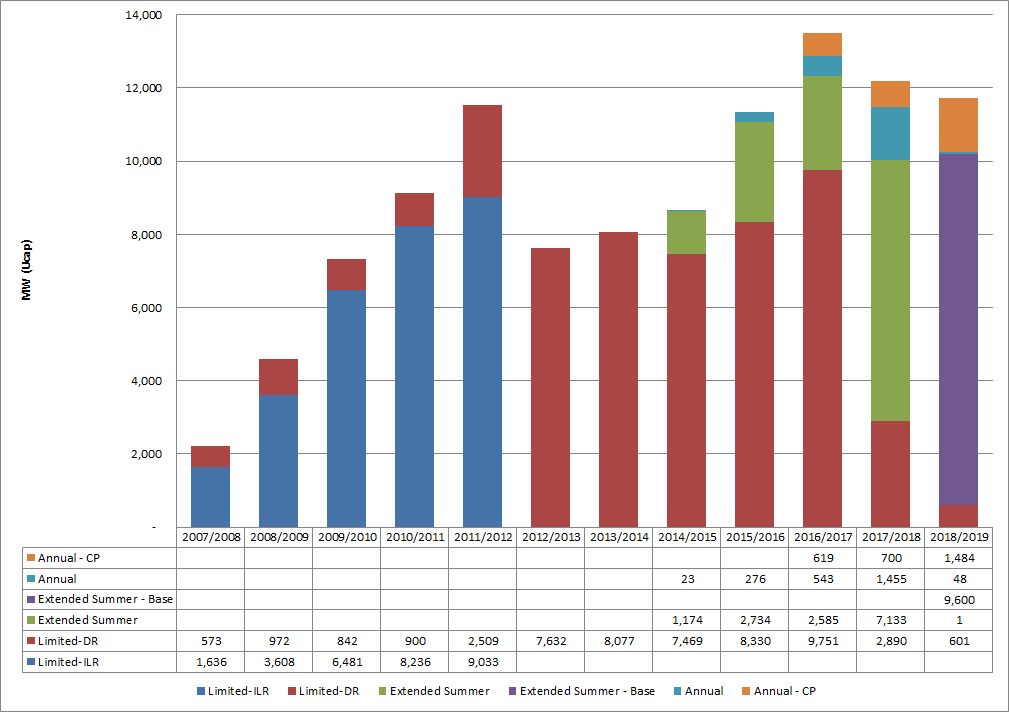 14,000
12,000
10,000
8,000
6,000
4,000
2,000
-
MW (Ucap)
2007/2008 2008/2009 2009/2010 2010/2011 2011/2012 2012/2013 2013/2014 2014/2015 2015/2016 2016/2017 2017/2018 2018/2019
Annual - CP 619 700 1,484
Annual 23 276 543 1,455 48
Extended Summer - Base 9,600
Extended Summer 1,174 2,734 2,585 7,133 1
Limited-DR 573 972 842 900 2,509 7,632 8,077 7,469 8,330 9,751 2,890 601
Limited-ILR 1,636 3,608 6,481 8,236 9,033
Limited-ILR Limited-DR Extended Summer Extended Summer - Base Annual Annual - CP